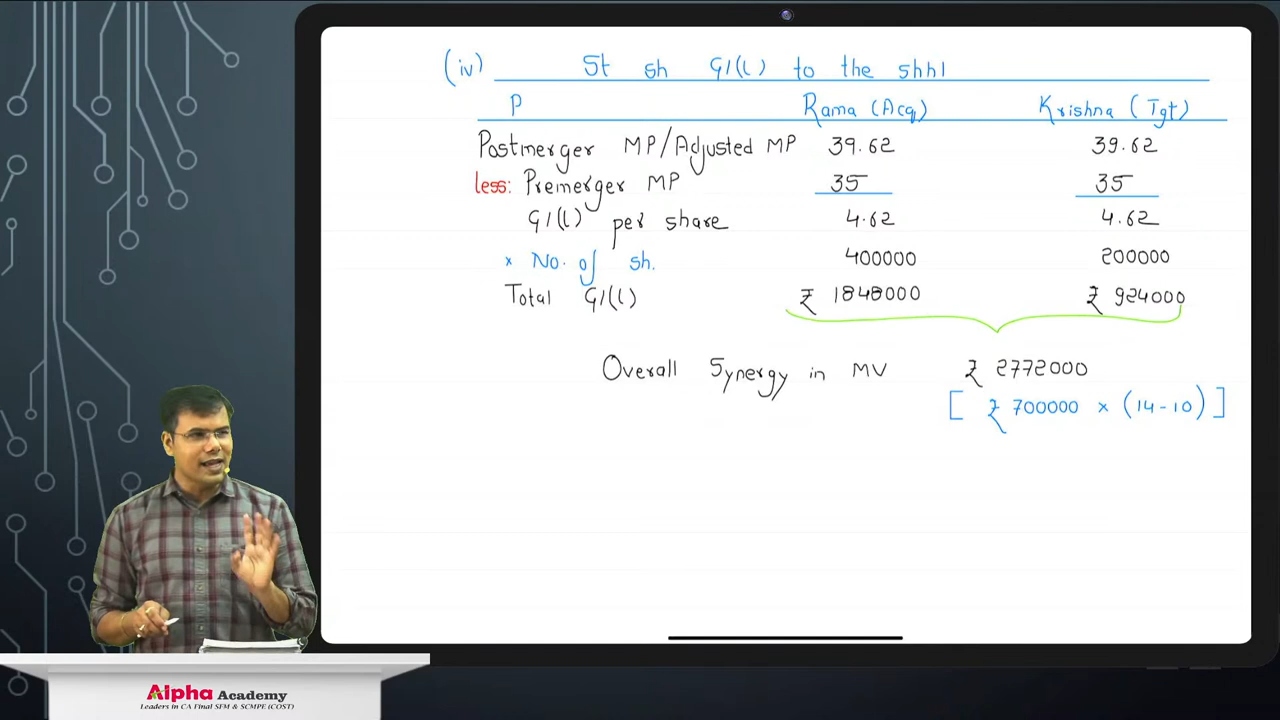 (iv) St sh G/(L) to the shhl
P Rama (Acq) Krishna (Tgt)
Postmerger MP/Adjusted MP 39.62 39.62
less: Premerger MP 35 35
G/(L) per share 4.62 4.62
x No. of sh. 400000 200000
Total G/(L) ₹ 1848000 ₹ 924000
Overall Synergy in MV ₹ 2772000
[ ₹ 700000 x (14-10) ]
Alpha Academy
Leaders in CA Final SFM & SCMPE (COST)